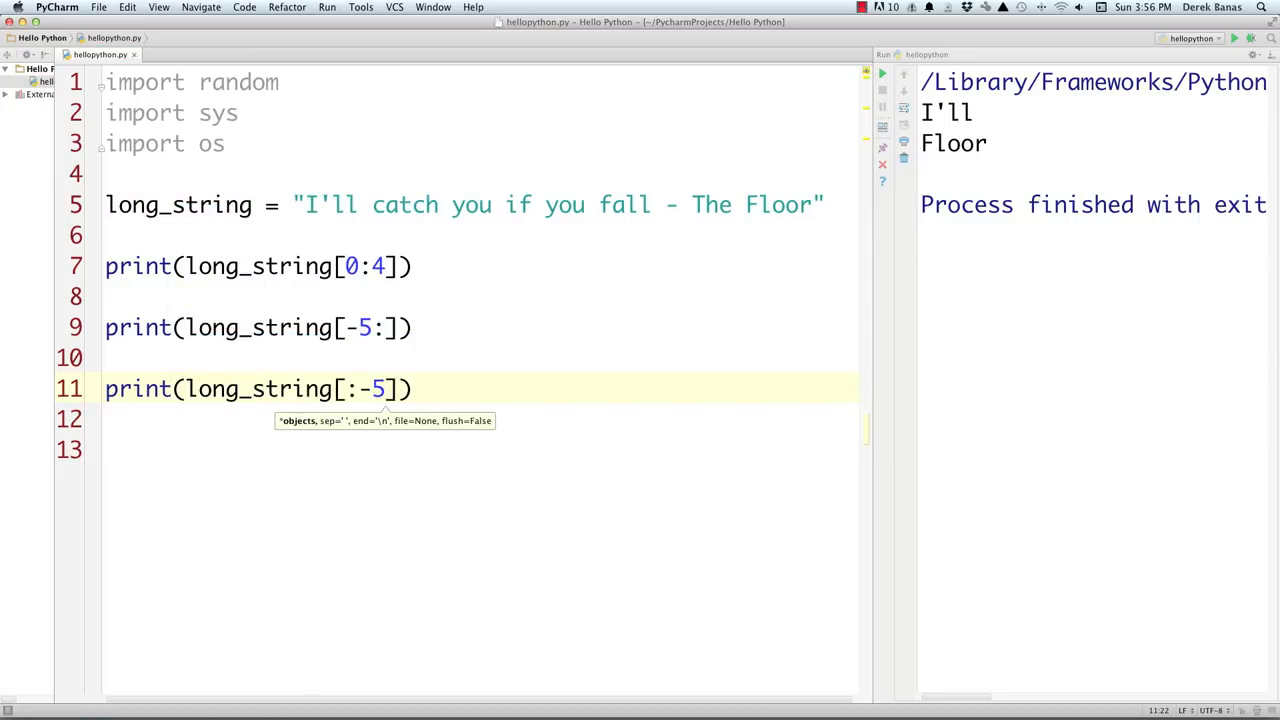 PyCharm File Edit View Navigate Code Refactor PyRun Tools VCS Window Help 10 Sun 3:56 PM Derek Banas
hellopython.py - Hello Python - [~/PycharmProjects/Hello Python]
Hello Python hellopython.py hellopython
hellopython.py Run hellopython
Hello P
hell
Externa
1 import random
2 import sys
3 import os
4
5 long_string = "I'll catch you if you fall - The Floor"
6
7 print(long_string[0:4])
8
9 print(long_string[-5:])
10
11 print(long_string[:-5])
*objects, sep=' ', end='\n', file=None, flush=False
12
13
/Library/Frameworks/Python
I'll
Floor
Process finished with exit
11:22 LF UTF-8